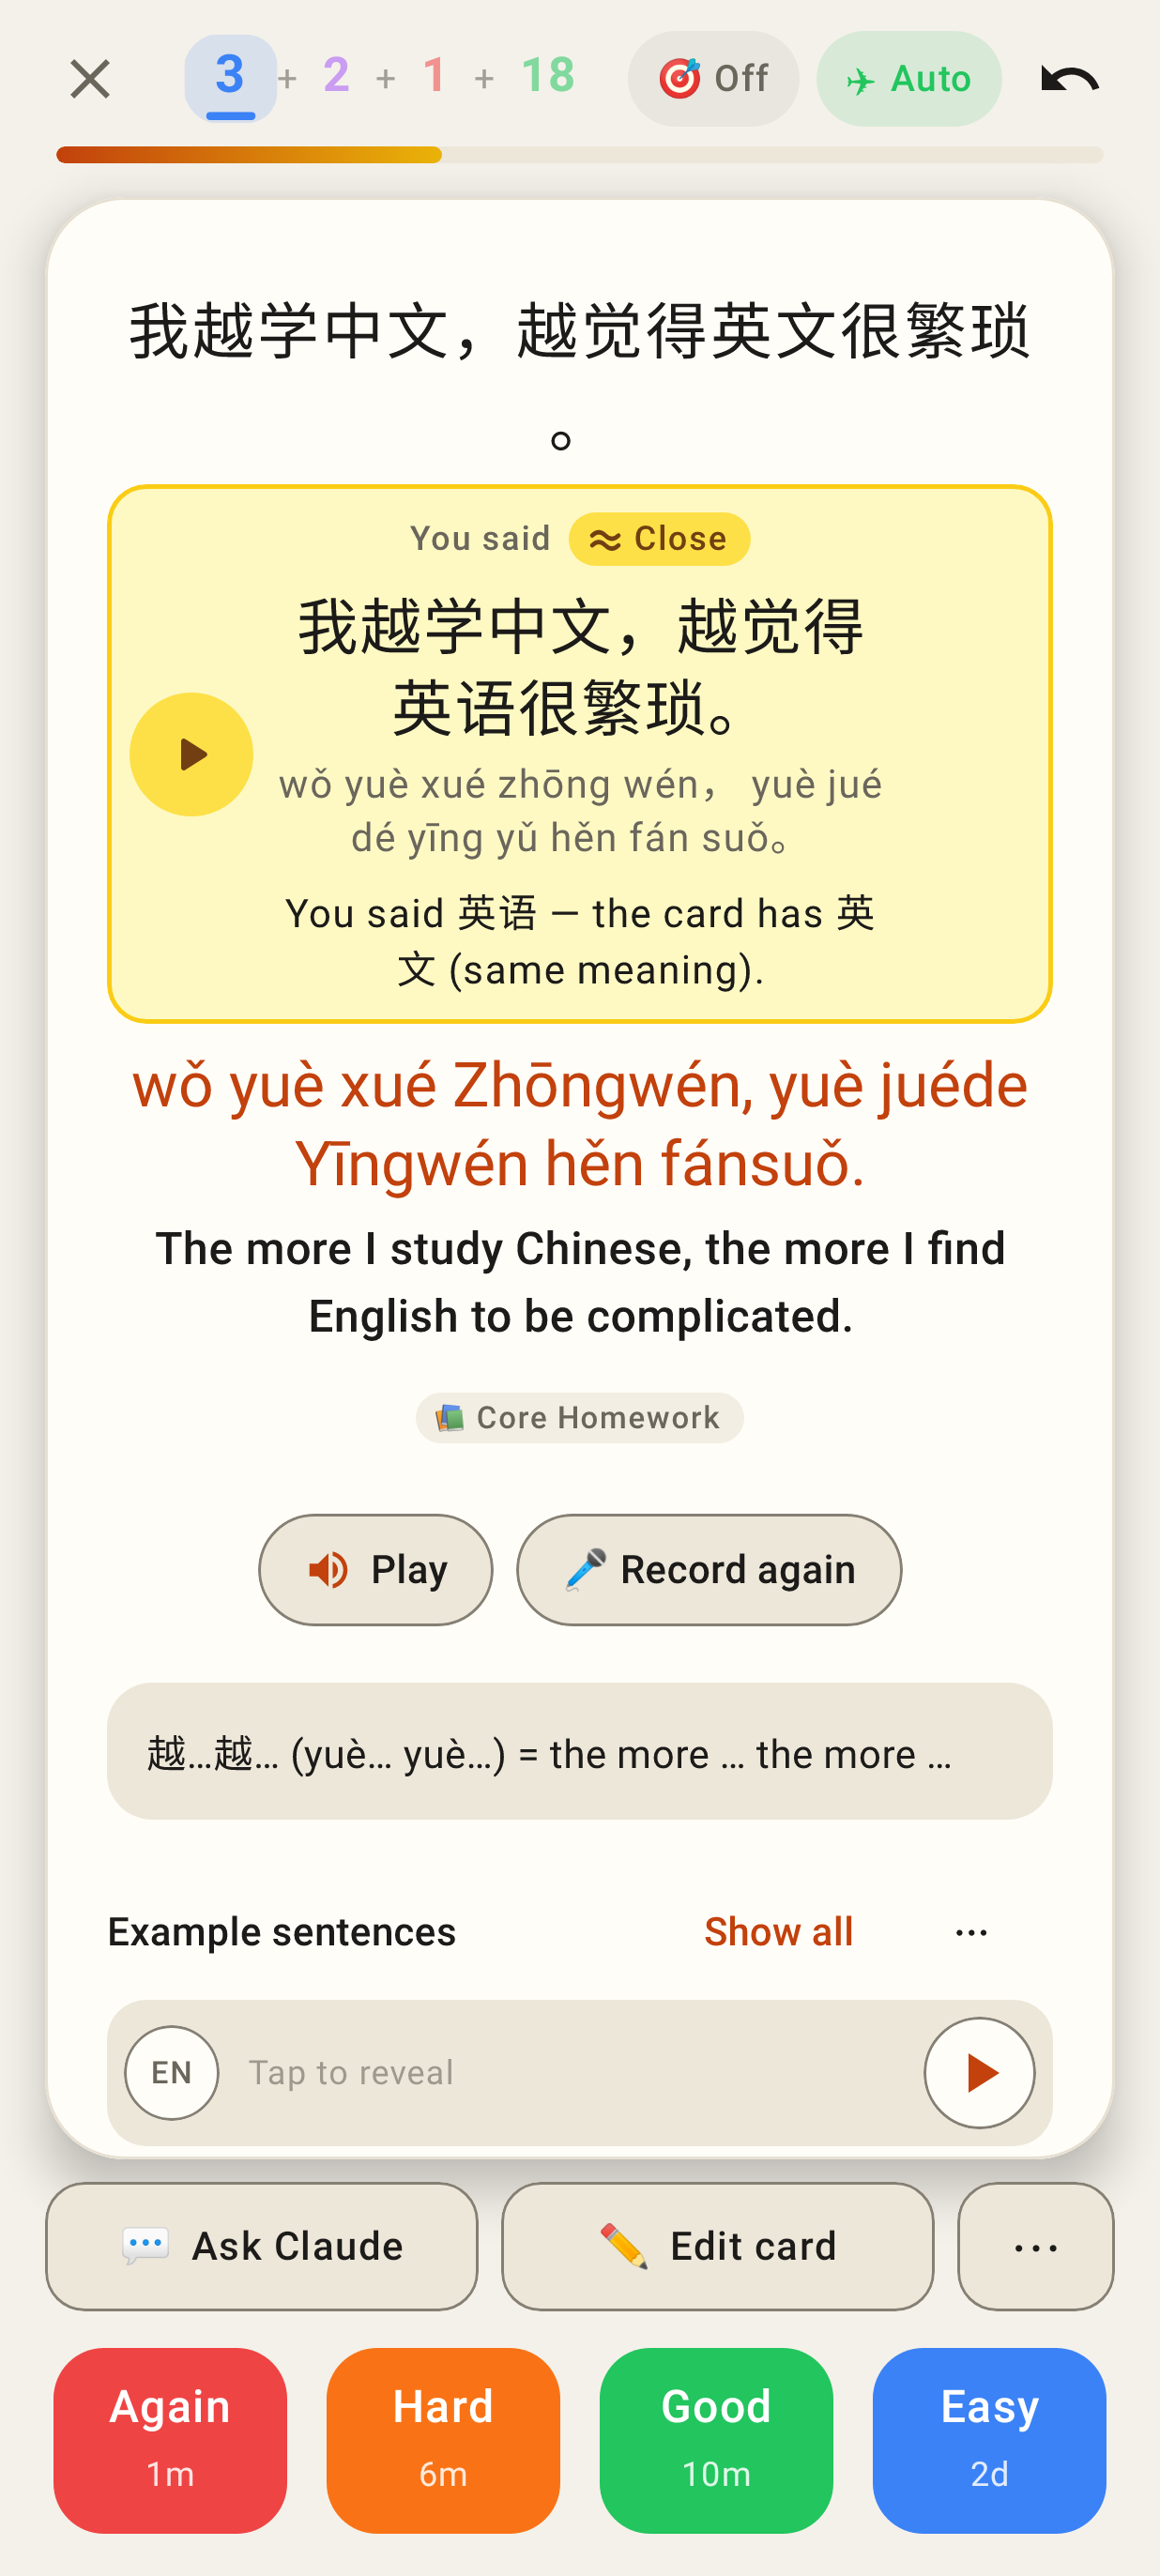 3 + 2 + 1 + 18
Off
Auto
我越学中文，越觉得英文很繁琐
。
You said
Close
我越学中文，越觉得
英语很繁琐。
wǒ yuè xué zhōng wén， yuè jué
dé yīng yǔ hěn fán suǒ。
You said 英语 — the card has 英
文 (same meaning).
wǒ yuè xué Zhōngwén, yuè juéde
Yīngwén hěn fánsuǒ.
The more I study Chinese, the more I find
English to be complicated.
Core Homework
Play
Record again
越…越… (yuè… yuè…) = the more … the more …
Example sentences
Show all
EN
Tap to reveal
Ask Claude
Edit card
Again
Hard
Good
Easy
1m
6m
10m
2d